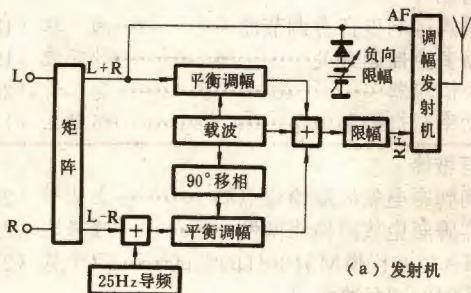 AF
L+R
L
平衡调幅
负向
限幅
调幅发射机
矩阵
载波
+
限幅
RF
90°移相
R
L-R
+
平衡调幅
25Hz导频
(a)发射机